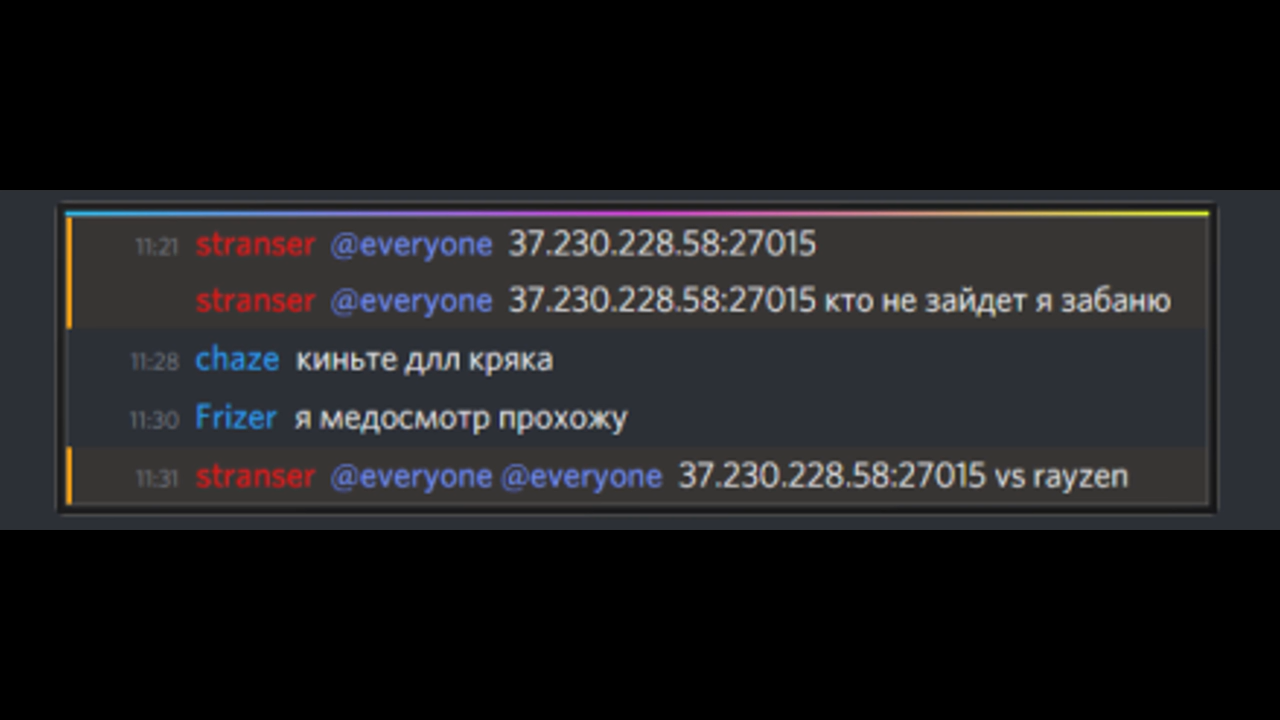 11:21 stranser @everyone 37.230.228.58:27015
stranser @everyone 37.230.228.58:27015 кто не зайдет я забаню
11:28 chaze киньте длл кряка
11:30 Frizer я медосмотр прохожу
11:31 stranser @everyone @everyone 37.230.228.58:27015 vs rayzen